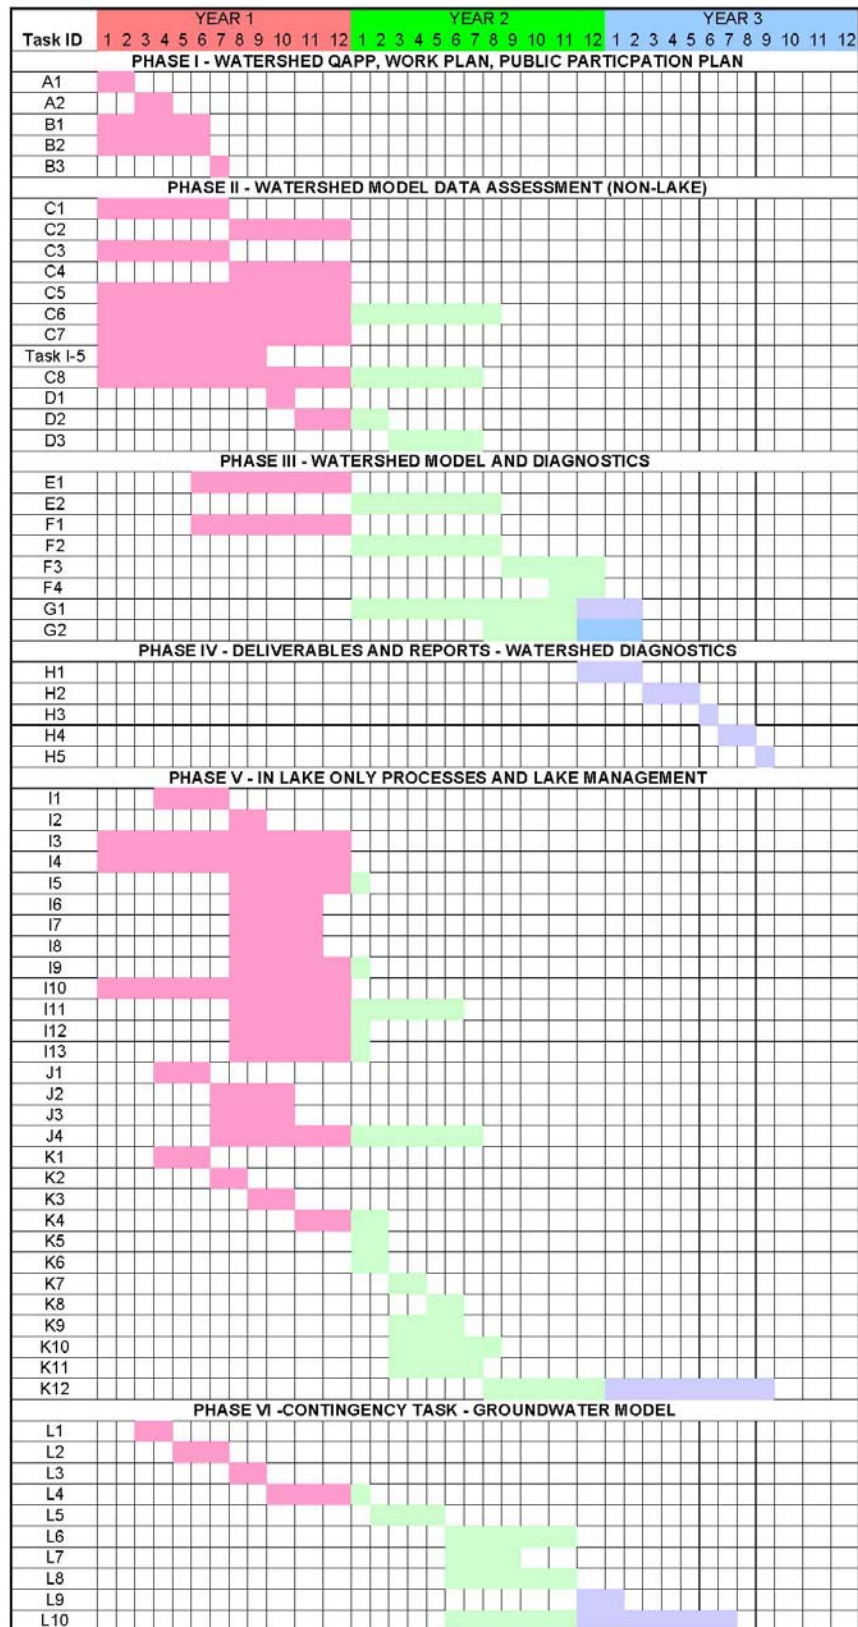 YEAR 1 YEAR 2 YEAR 3
Task ID 1 2 3 4 5 6 7 8 9 10 11 12 1 2 3 4 5 6 7 8 9 10 11 12 1 2 3 4 5 6 7 8 9 10 11 12
PHASE I - WATERSHED QAPP, WORK PLAN, PUBLIC PARTICPATION PLAN
A1
A2
B1
B2
B3
PHASE II - WATERSHED MODEL DATA ASSESSMENT (NON-LAKE)
C1
C2
C3
C4
C5
C6
C7
Task I-5
C8
D1
D2
D3
PHASE III - WATERSHED MODEL AND DIAGNOSTICS
E1
E2
F1
F2
F3
F4
G1
G2
PHASE IV - DELIVERABLES AND REPORTS - WATERSHED DIAGNOSTICS
H1
H2
H3
H4
H5
PHASE V - IN LAKE ONLY PROCESSES AND LAKE MANAGEMENT
I1
I2
I3
I4
I5
I6
I7
I8
I9
I10
I11
I12
I13
J1
J2
J3
J4
K1
K2
K3
K4
K5
K6
K7
K8
K9
K10
K11
K12
PHASE VI -CONTINGENCY TASK - GROUNDWATER MODEL
L1
L2
L3
L4
L5
L6
L7
L8
L9
L10